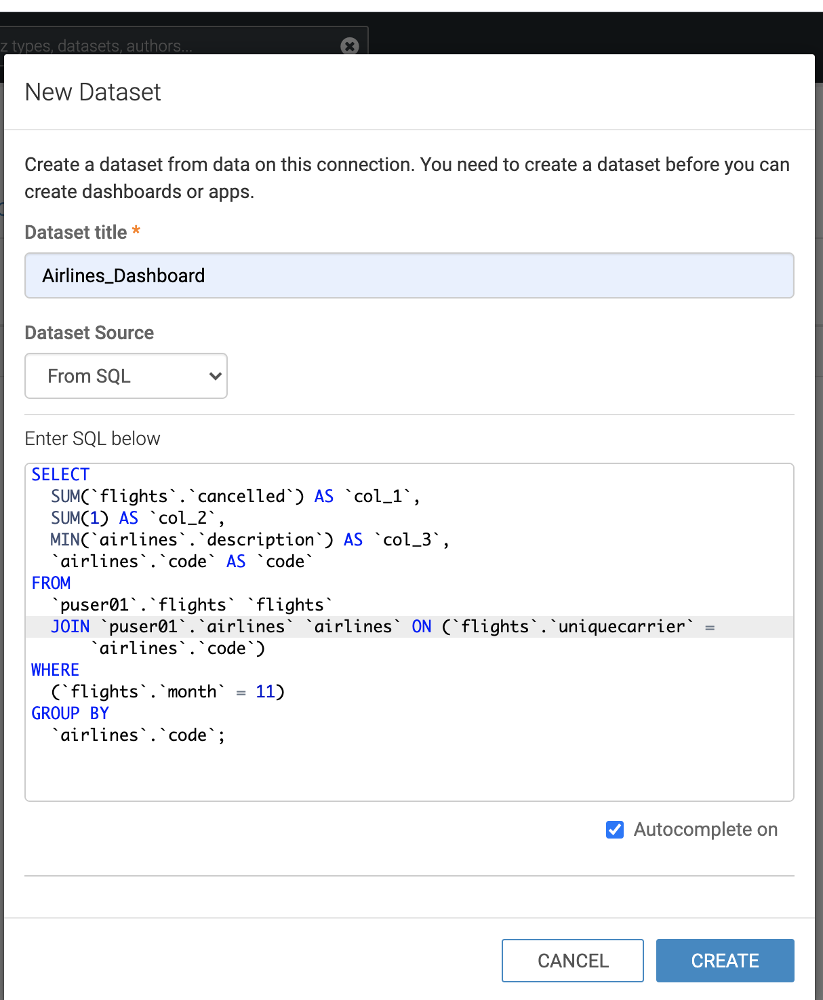 z types, datasets, authors...
New Dataset
Create a dataset from data on this connection. You need to create a dataset before you can
create dashboards or apps.
Dataset title *
Airlines_Dashboard
Dataset Source
From SQL
Enter SQL below
SELECT
  SUM(`flights`.`cancelled`) AS `col_1`,
  SUM(1) AS `col_2`,
  MIN(`airlines`.`description`) AS `col_3`,
  `airlines`.`code` AS `code`
FROM
  `puser01`.`flights` `flights`
  JOIN `puser01`.`airlines` `airlines` ON (`flights`.`uniquecarrier` =
      `airlines`.`code`)
WHERE
  (`flights`.`month` = 11)
GROUP BY
  `airlines`.`code`;
Autocomplete on
CANCEL
CREATE